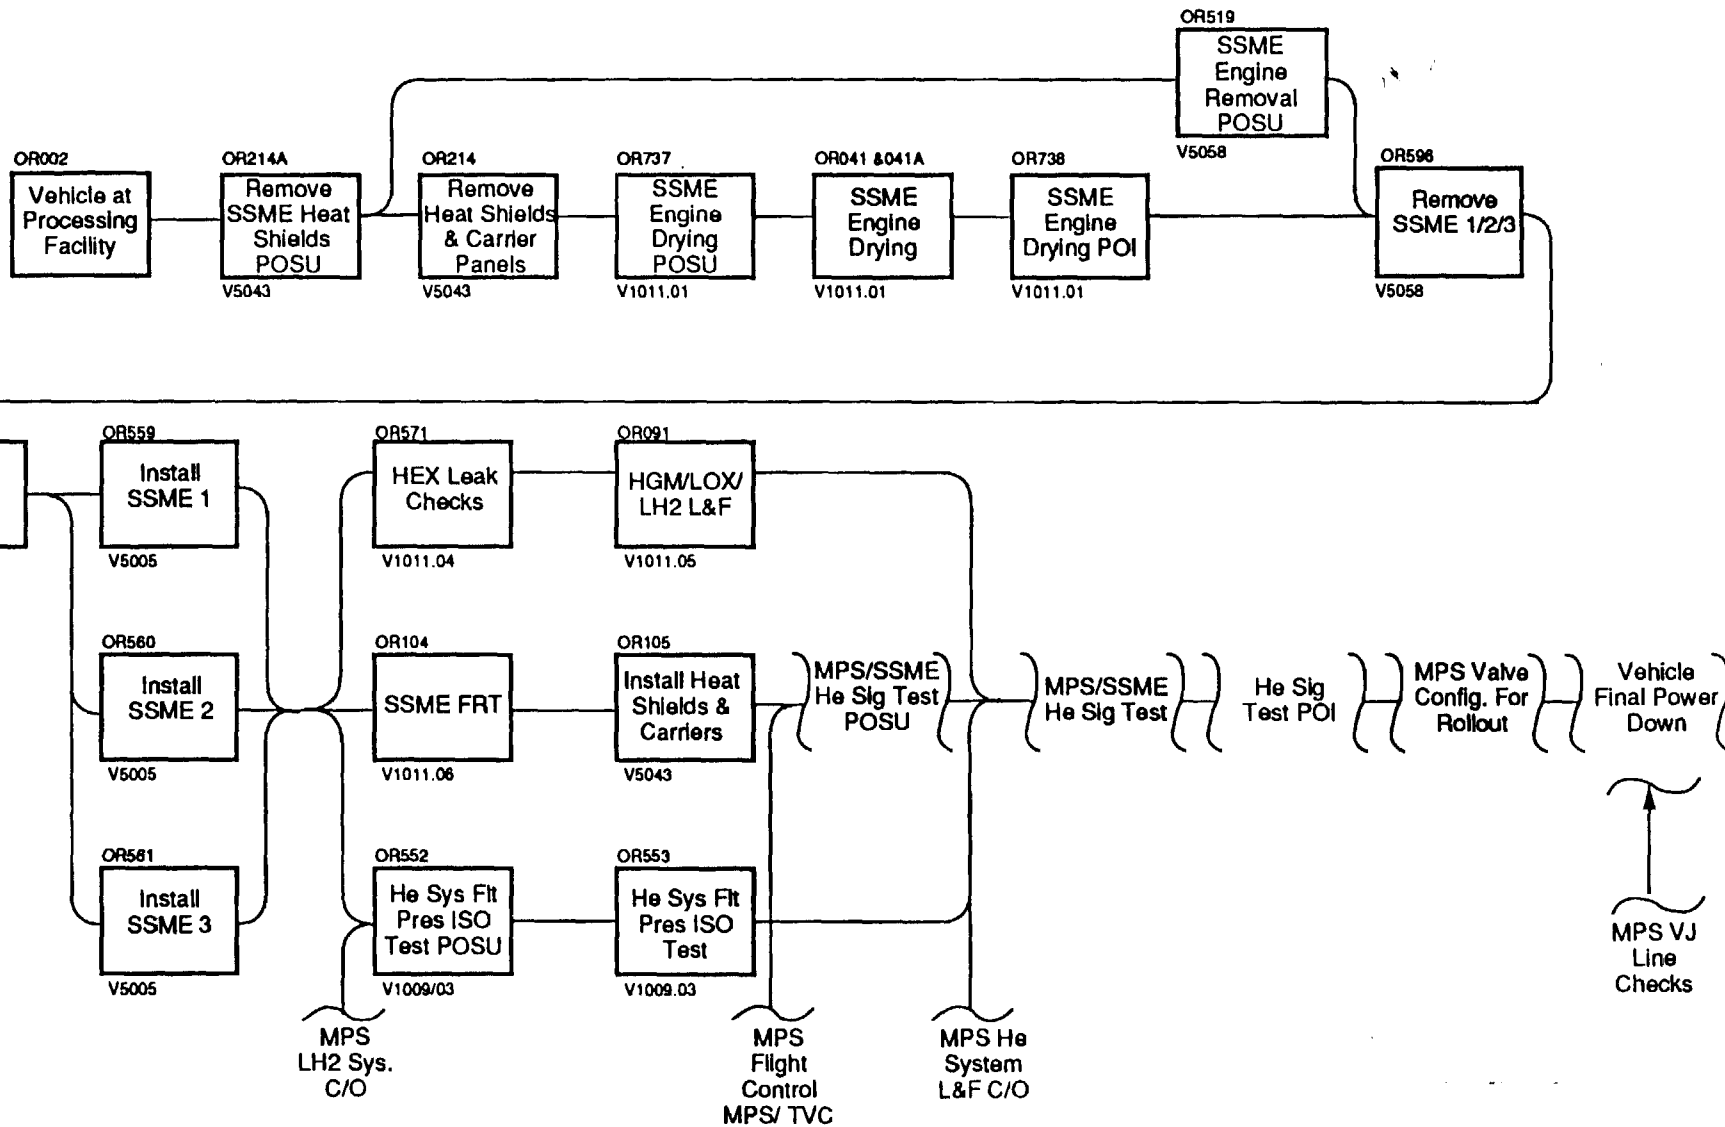 OR519
SSME
Engine
Removal
POSU
V5058
OR002
Vehicle at
Processing
Facility
OR214A
Remove
SSME Heat
Shields
POSU
V5043
OR214
Remove
Heat Shields
& Carrier
Panels
V5043
OR737
SSME
Engine
Drying
POSU
V1011.01
OR041 &041A
SSME
Engine
Drying
V1011.01
OR738
SSME
Engine
Drying POI
V1011.01
OR596
Remove
SSME 1/2/3
V5058
OR559
Install
SSME 1
V5005
OR571
HEX Leak
Checks
V1011.04
OR091
HGM/LOX/
LH2 L&F
V1011.05
OR560
Install
SSME 2
V5005
OR104
SSME FRT
V1011.06
OR105
Install Heat
Shields &
Carriers
V5043
MPS/SSME
He Sig Test
POSU
MPS/SSME
He Sig Test
He Sig
Test POI
MPS Valve
Config. For
Rollout
Vehicle
Final Power
Down
OR561
Install
SSME 3
V5005
OR552
He Sys Flt
Pres ISO
Test POSU
V1009/03
OR553
He Sys Flt
Pres ISO
Test
V1009.03
MPS VJ
Line
Checks
MPS
LH2 Sys.
C/O
MPS
Flight
Control
MPS/ TVC
MPS He
System
L&F C/O